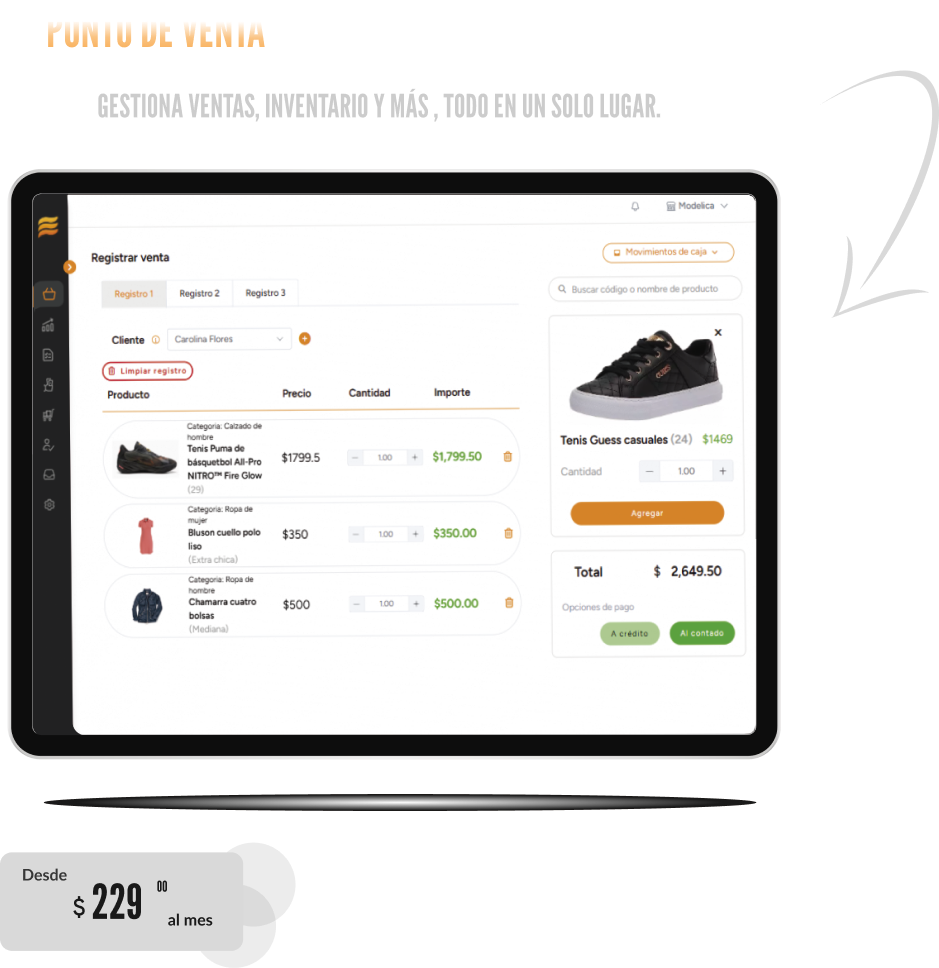 PUNTO DE VENTA
GESTIONA VENTAS, INVENTARIO Y MÁS , TODO EN UN SOLO LUGAR.
Modelica
Registrar venta
Movimientos de caja
Registro 1
Registro 2
Registro 3
Buscar código o nombre de producto
Cliente
Carolina Flores
Limpiar registro
Producto
Precio
Cantidad
Importe
Categoria: Calzado de
hombre
Tenis Puma de
básquetbol All-Pro
NITRO™ Fire Glow
(29)
$1799.5
1.00
$1,799.50
Categoria: Ropa de
mujer
Bluson cuello polo
liso
(Extra chica)
$350
1.00
$350.00
Categoria: Ropa de
hombre
Chamarra cuatro
bolsas
(Mediana)
$500
1.00
$500.00
x
GUESS
Tenis Guess casuales (24) $1469
Cantidad
− 1.00 +
Agregar
Total
$ 2,649.50
Opciones de pago
A crédito
Al contado
Desde
$ 229 00
al mes